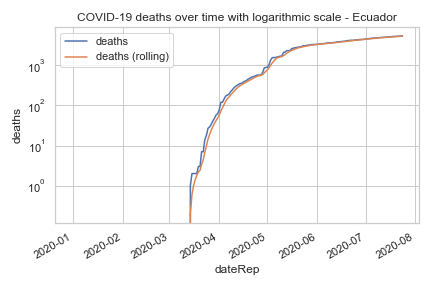 COVID-19 deaths over time with logarithmic scale - Ecuador
deaths
deaths (rolling)
10³
10²
10¹
10⁰
deaths
2020-01
2020-02
2020-03
2020-04
2020-05
2020-06
2020-07
2020-08
dateRep